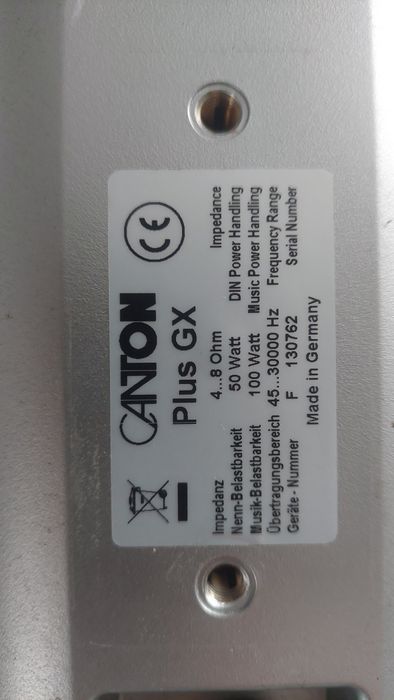 CANTON
Plus GX
CE
Impedanz 4...8 Ohm Impedance
Nenn-Belastbarkeit 50 Watt DIN Power Handling
Musik-Belastbarkeit 100 Watt Music Power Handling
Übertragungsbereich 45...30000 Hz Frequency Range
Geräte - Nummer F 130762 Serial Number
Made in Germany